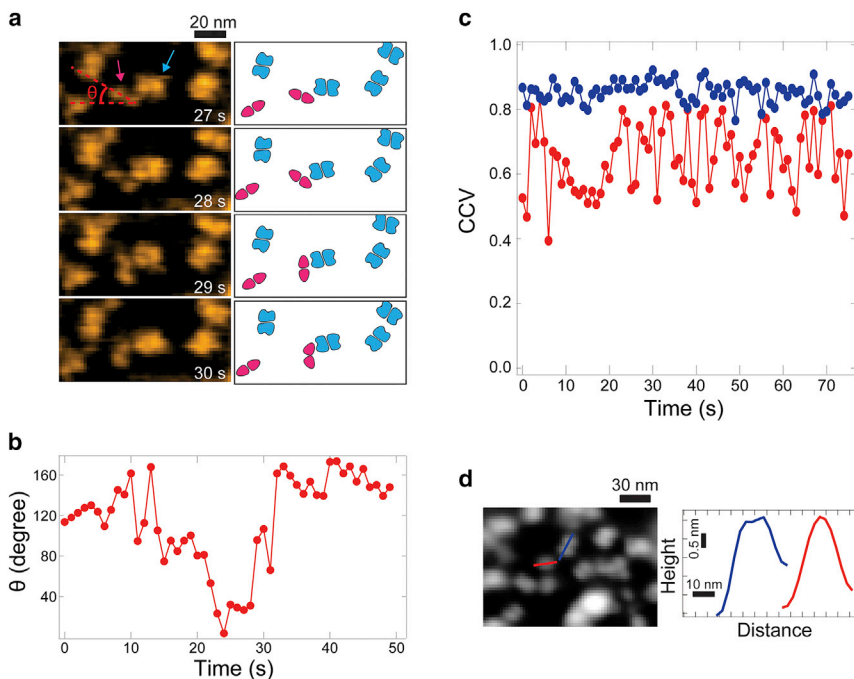 a
20 nm
θ
27 s
28 s
29 s
30 s
b
θ (degree)
160
120
80
40
0 10 20 30 40 50
Time (s)
c
CCV
1.0
0.8
0.6
0.4
0.2
0.0
0 10 20 30 40 50 60 70
Time (s)
d
30 nm
Height
0.5 nm
10 nm
Distance